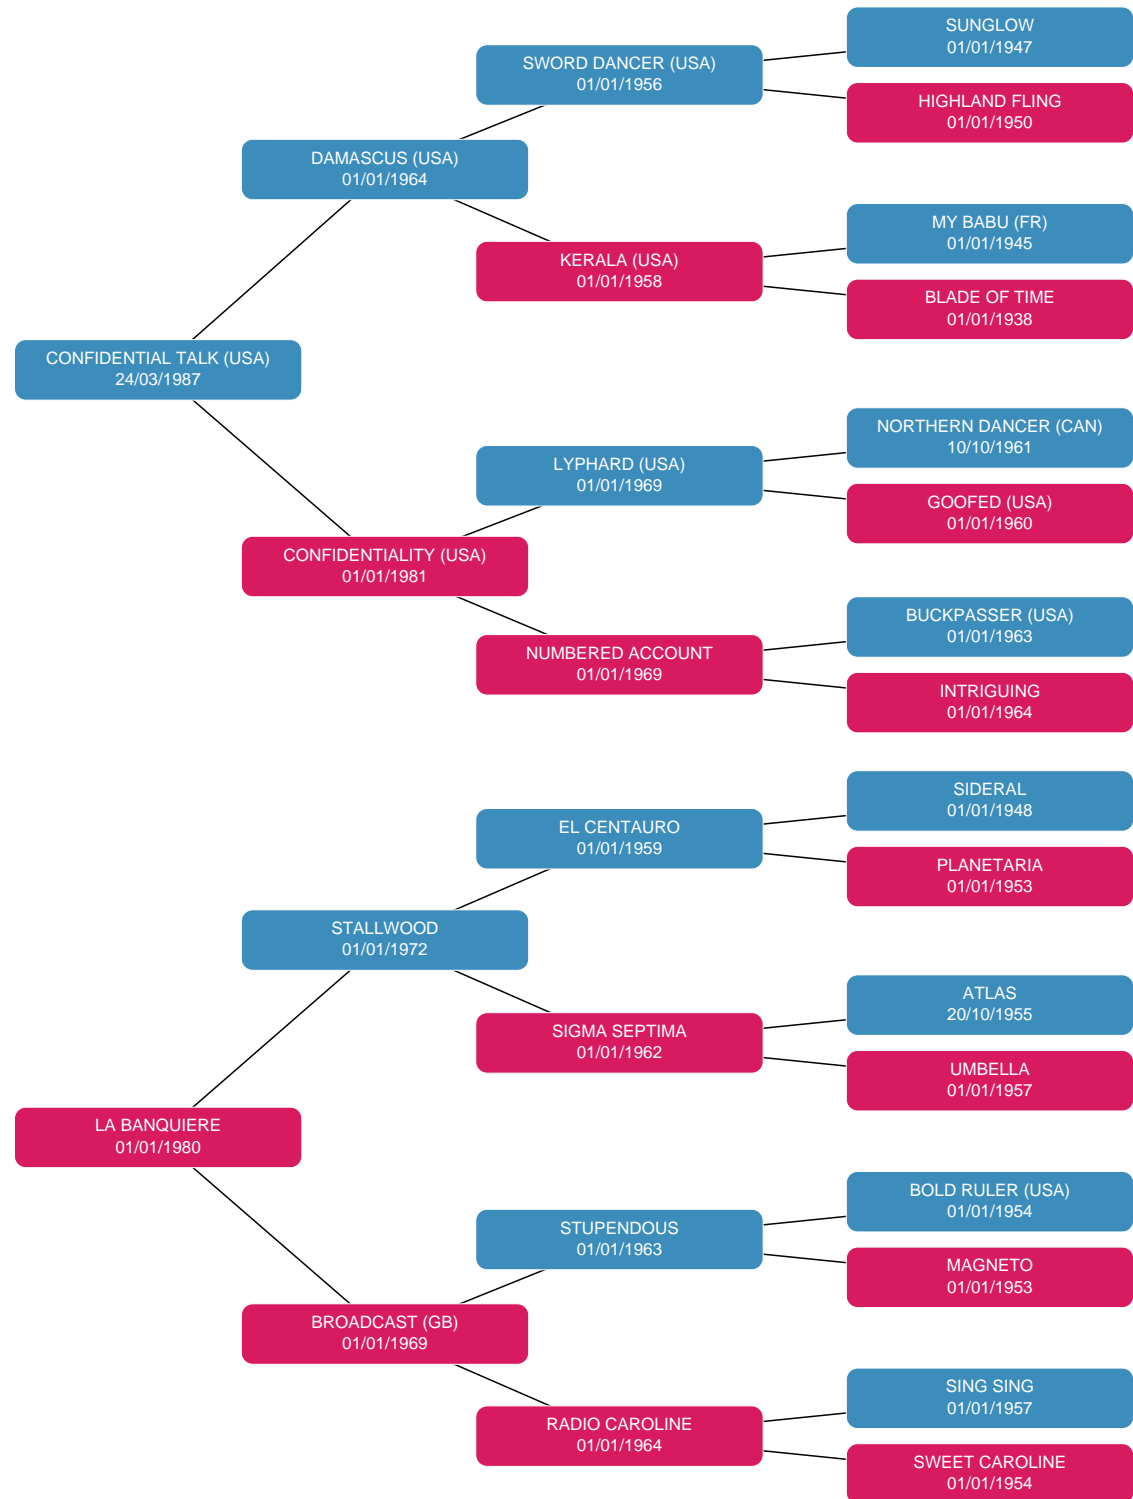 SUNGLOW
01/01/1947
SWORD DANCER (USA)
01/01/1956
HIGHLAND FLING
01/01/1950
DAMASCUS (USA)
01/01/1964
MY BABU (FR)
01/01/1945
KERALA (USA)
01/01/1958
BLADE OF TIME
01/01/1938
CONFIDENTIAL TALK (USA)
24/03/1987
NORTHERN DANCER (CAN)
10/10/1961
LYPHARD (USA)
01/01/1969
GOOFED (USA)
01/01/1960
CONFIDENTIALITY (USA)
01/01/1981
BUCKPASSER (USA)
01/01/1963
NUMBERED ACCOUNT
01/01/1969
INTRIGUING
01/01/1964
SIDERAL
01/01/1948
EL CENTAURO
01/01/1959
PLANETARIA
01/01/1953
STALLWOOD
01/01/1972
ATLAS
20/10/1955
SIGMA SEPTIMA
01/01/1962
UMBELLA
01/01/1957
LA BANQUIERE
01/01/1980
BOLD RULER (USA)
01/01/1954
STUPENDOUS
01/01/1963
MAGNETO
01/01/1953
BROADCAST (GB)
01/01/1969
SING SING
01/01/1957
RADIO CAROLINE
01/01/1964
SWEET CAROLINE
01/01/1954